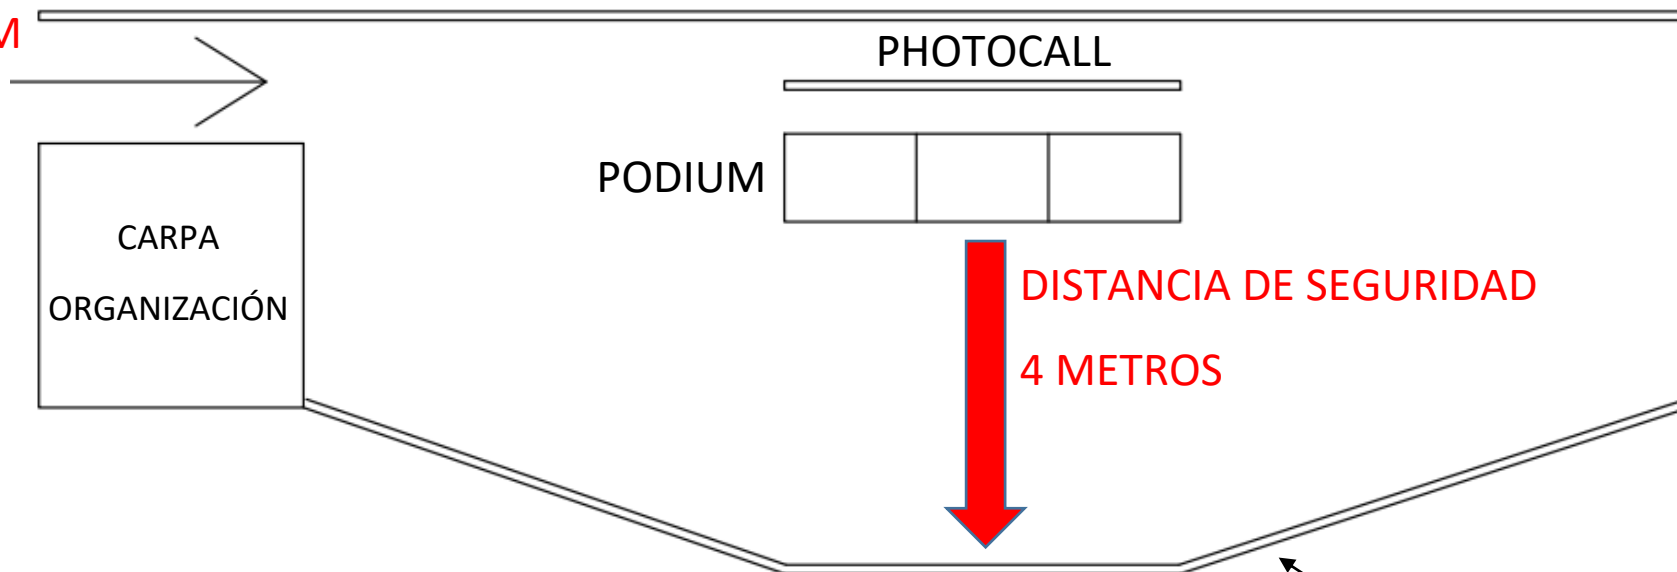 M
PHOTOCALL
PODIUM
CARPA
ORGANIZACIÓN
DISTANCIA DE SEGURIDAD
4 METROS